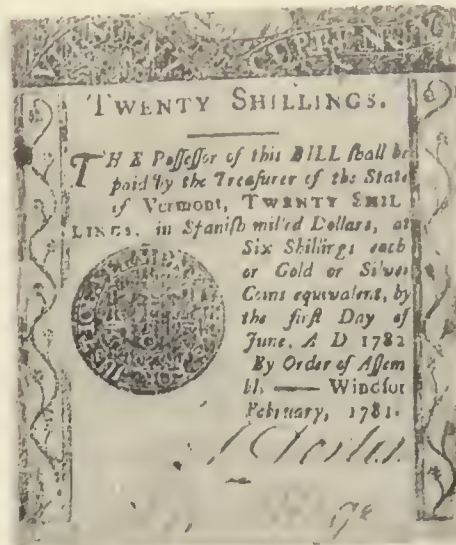 TWENTY SHILLINGS.
THE Poſſeſſor of this BILL ſhall be
paid by the Treaſurer of the State
of Vermont, TWENTY SHIL
LINGS, in Spaniſh mil'ed Dollars, at
Six Shillings each
or Gold or Silver
Coins equivalent, by
the firſt Day of
June, A D 1782
By Order of Aſſem
bly — Windſor
February, 1781.